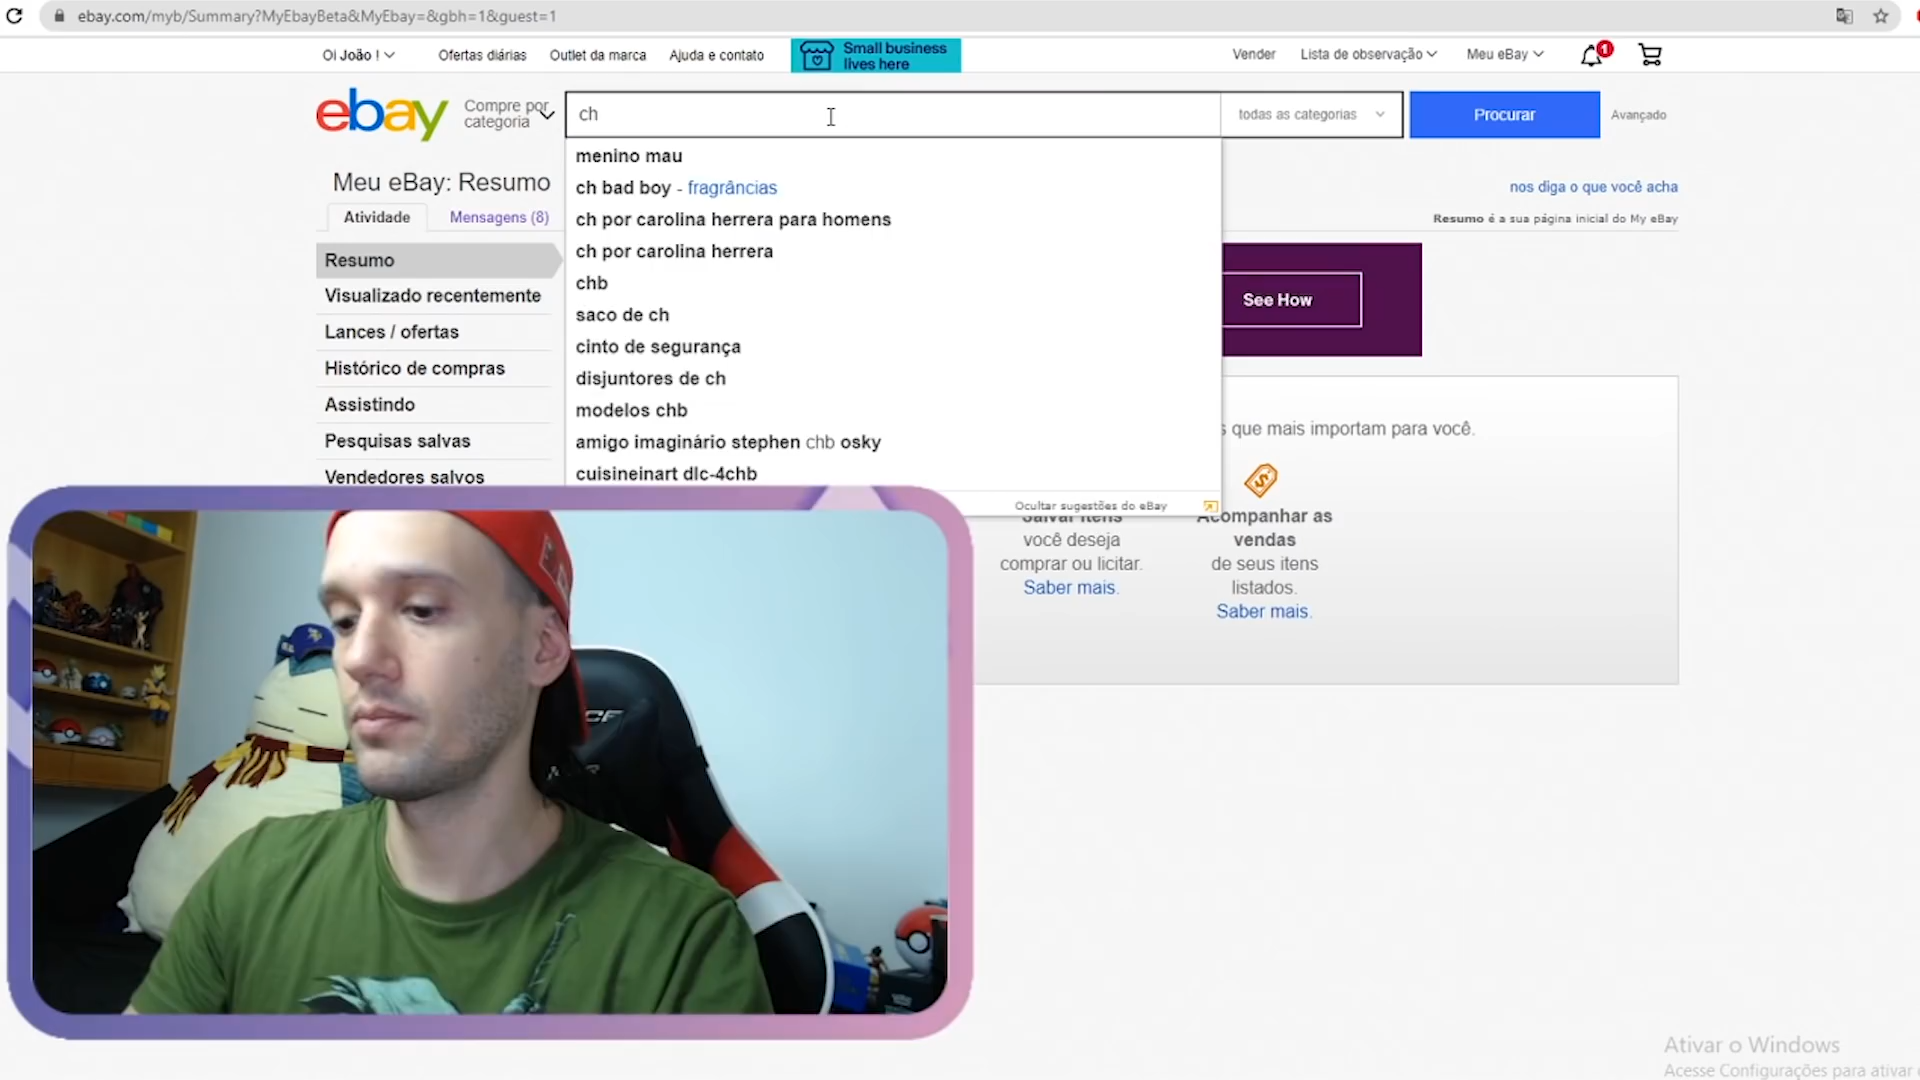 ebay.com/myb/Summary?MyEbayBeta&MyEbay=&gbh=1&guest=1
Oi João !
Ofertas diárias
Outlet da marca
Ajuda e contato
Small business
lives here
Vender
Lista de observação
Meu eBay
1
ebay
Compre por
categoria
ch
todas as categorias
Procurar
Avançado
menino mau
ch bad boy - fragrâncias
ch por carolina herrera para homens
ch por carolina herrera
chb
saco de ch
cinto de segurança
disjuntores de ch
modelos chb
amigo imaginário stephen chb osky
cuisineinart dlc-4chb
Ocultar sugestões do eBay
Meu eBay: Resumo
nos diga o que você acha
Atividade
Mensagens (8)
Resumo é a sua página inicial do My eBay
Resumo
Visualizado recentemente
Lances / ofertas
Histórico de compras
Assistindo
Pesquisas salvas
Vendedores salvos
See How
s que mais importam para você.
Salvar itens
você deseja
comprar ou licitar.
Saber mais.
Acompanhar as
vendas
de seus itens
listados.
Saber mais.
Ativar o Windows
Acesse Configurações para ativar